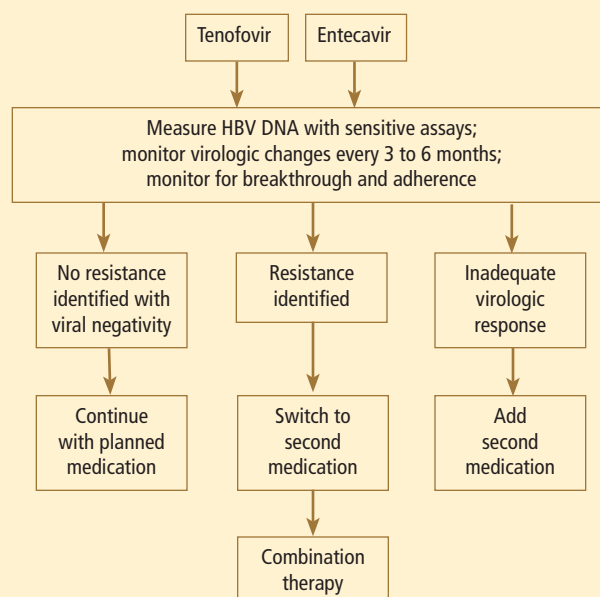 Tenofovir
Entecavir
Measure HBV DNA with sensitive assays;
monitor virologic changes every 3 to 6 months;
monitor for breakthrough and adherence
No resistance
identified with
viral negativity
Resistance
identified
Inadequate
virologic
response
Continue
with planned
medication
Switch to
second
medication
Add
second
medication
Combination
therapy